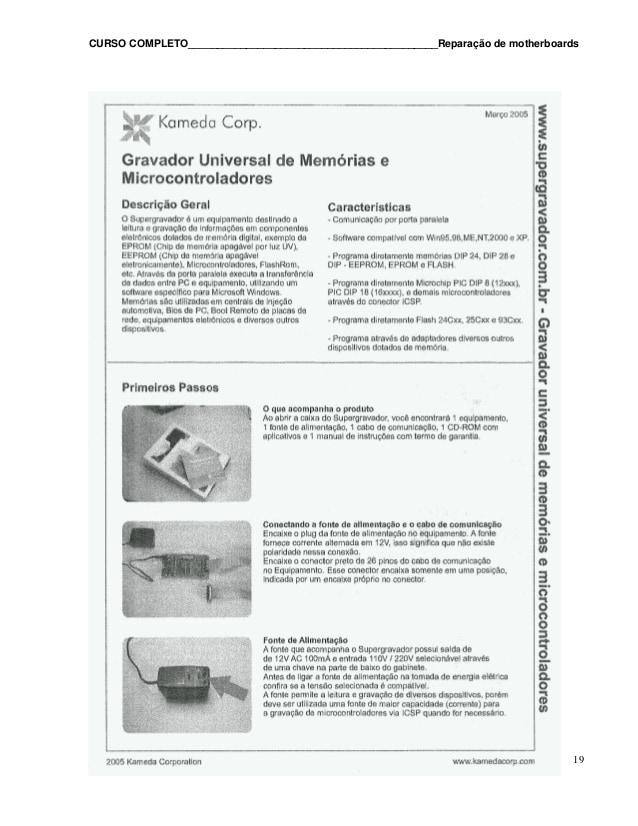 CURSO COMPLETO___________________________________________Reparação de motherboards
Março 2005
Kameda Corp.
Gravador Universal de Memórias e
Microcontroladores
Descrição Geral
O Supergravador é um equipamento destinado a
leitura e gravação de informações em componentes
eletrônicos dotados de memória digital, exemplo da
EPROM (Chip de memória apagável por luz UV),
EEPROM (Chip de memória apagável
eletronicamente), Microcontroladores, FlashRom,
etc. Através da porta paralela executa a transferência
de dados entre PC e equipamento, utilizando um
software específico para Microsoft Windows.
Memórias são utilizadas em centrais de injeção
automotiva, Bios de PC, Boot Remoto de placas de
rede, equipamentos eletrônicos e diversos outros
dispositivos.
Características
- Comunicação por porta paralela
- Software compatível com Win95,98,ME,NT,2000 e XP.
- Programa diretamente memórias DIP 24, DIP 28 e
DIP - EEPROM, EPROM e FLASH.
- Programa diretamente Microchip PIC DIP 8 (12xxx),
PIC DIP 18 (16xxxx), e demais microcontroladores
através do conector ICSP.
- Programa diretamente Flash 24Cxx, 25Cxx e 93Cxx.
- Programa através de adaptadores diversos outros
dispositivos dotados de memória.
www.supergravador.com.br - Gravador universal de memórias e microcontroladores
Primeiros Passos
O que acompanha o produto
Ao abrir a caixa do Supergravador, você encontrará 1 equipamento,
1 fonte de alimentação, 1 cabo de comunicação, 1 CD-ROM com
aplicativos e 1 manual de instruções com termo de garantia.
Conectando a fonte de alimentação e o cabo de comunicação
Encaixe o plug da fonte de alimentação no equipamento. A fonte
fornece corrente alternada em 12V, isso significa que não existe
polaridade nessa conexão.
Encaixe o conector preto de 26 pinos do cabo de comunicação
no Equipamento. Esse conector encaixa somente em uma posição,
indicada por um encaixe próprio no conector.
Fonte de Alimentação
A fonte que acompanha o Supergravador possui saída de
de 12V AC 100mA e entrada 110V / 220V selecionável através
de uma chave na parte de baixo do gabinete.
Antes de ligar a fonte de alimentação na tomada de energia elétrica
confira se a tensão selecionada é compatível.
A fonte permite a leitura e gravação de diversos dispositivos, porém
deve ser utilizada uma fonte de maior capacidade (corrente) para
a gravação de microcontroladores via ICSP quando for necessário.
2005 Kameda Corporation
www.kamedacorp.com
19